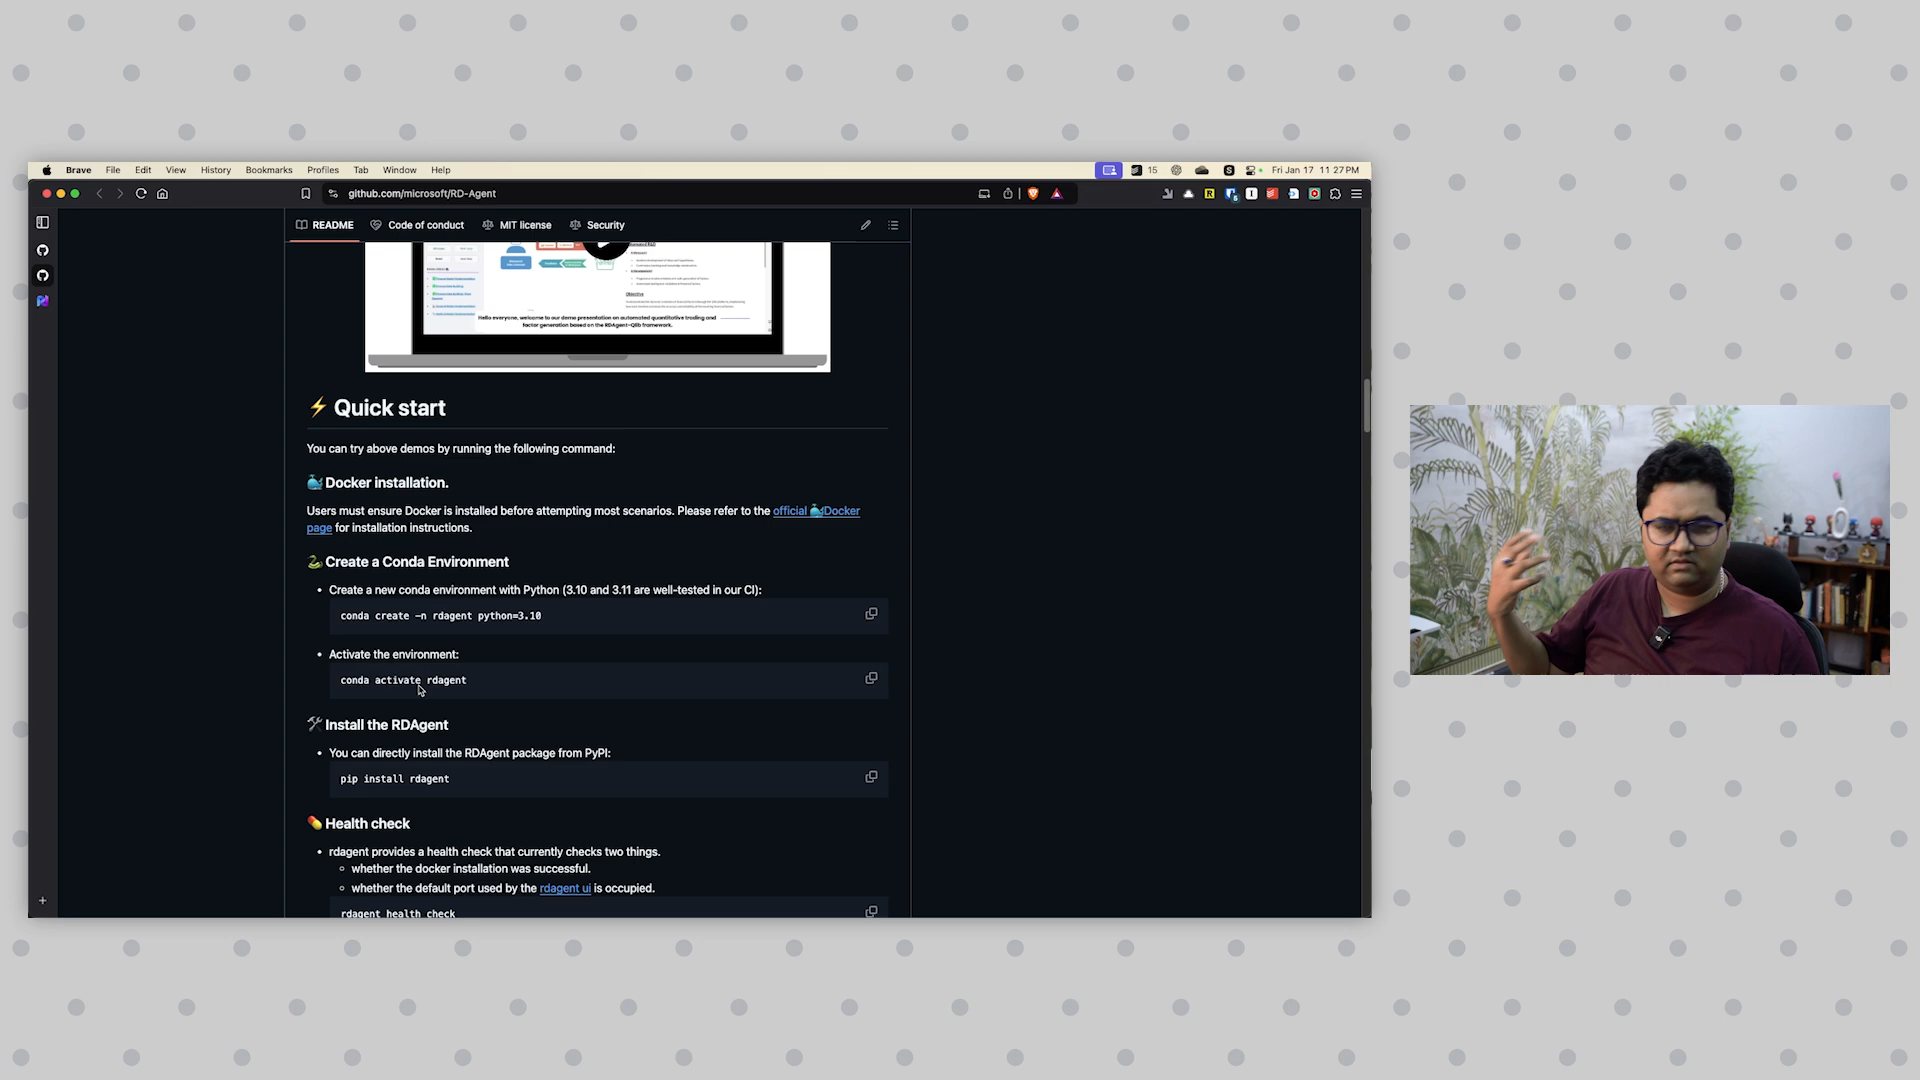 Brave File Edit View History Bookmarks Profiles Tab Window Help 15 Fri Jan 17 11:27 PM
github.com/microsoft/RD-Agent
README Code of conduct MIT license Security
Objective
Hello everyone, welcome to our demo presentation on automated quantitative trading and
factor generation based on the RDAgent-Qlib framework.
⚡ Quick start
You can try above demos by running the following command:
🐳 Docker installation.
Users must ensure Docker is installed before attempting most scenarios. Please refer to the official 🐳Docker
page for installation instructions.
🐍 Create a Conda Environment
• Create a new conda environment with Python (3.10 and 3.11 are well-tested in our CI):
conda create -n rdagent python=3.10
• Activate the environment:
conda activate rdagent
🛠️ Install the RDAgent
• You can directly install the RDAgent package from PyPI:
pip install rdagent
💊 Health check
• rdagent provides a health check that currently checks two things.
◦ whether the docker installation was successful.
◦ whether the default port used by the rdagent ui is occupied.
rdagent health_check